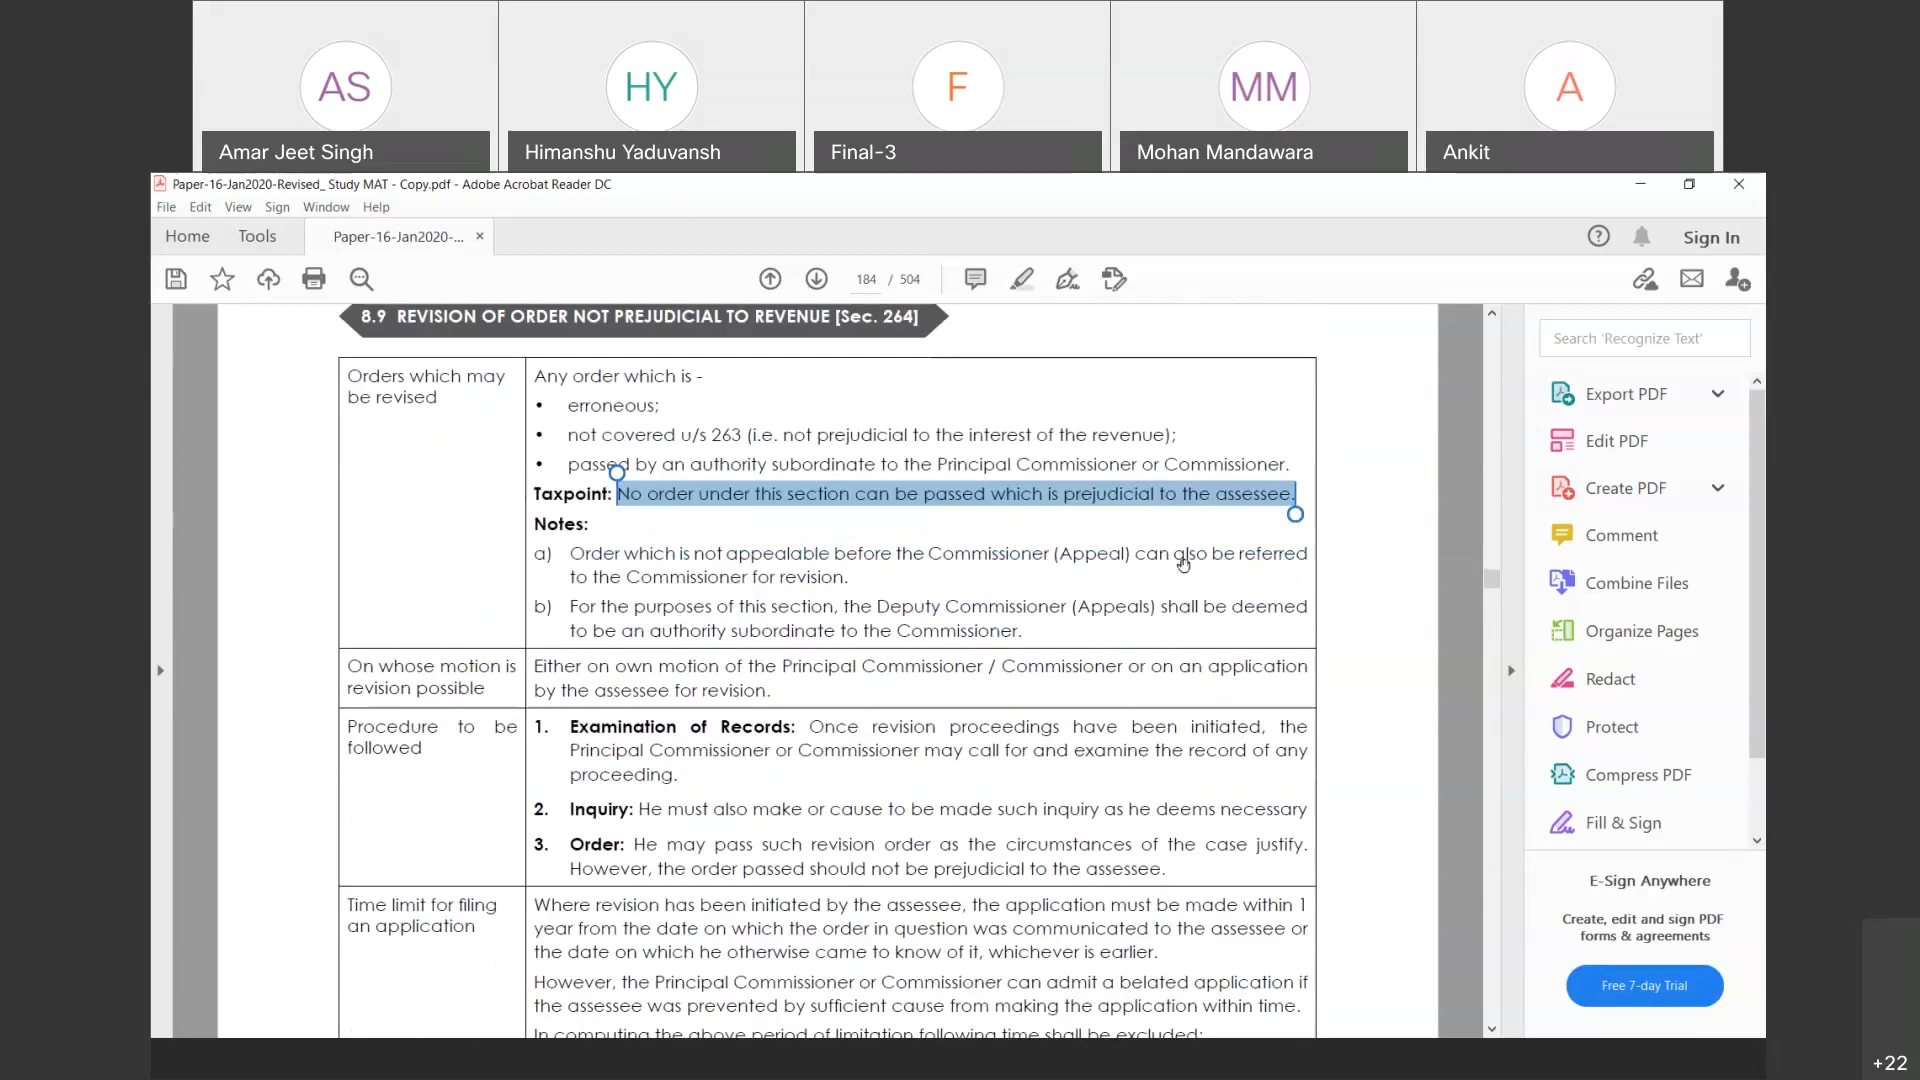 AS
HY
F
MM
A
Amar Jeet Singh
Himanshu Yaduvansh
Final-3
Mohan Mandawara
Ankit
Paper-16-Jan2020-Revised_ Study MAT - Copy.pdf - Adobe Acrobat Reader DC
File Edit View Sign Window Help
Home Tools Paper-16-Jan2020-... × Sign In
184 / 504
8.9 REVISION OF ORDER NOT PREJUDICIAL TO REVENUE [Sec. 264]
Orders which may
be revised
Any order which is -
• erroneous;
• not covered u/s 263 (i.e. not prejudicial to the interest of the revenue);
• passed by an authority subordinate to the Principal Commissioner or Commissioner.
Taxpoint: No order under this section can be passed which is prejudicial to the assessee.
Notes:
a) Order which is not appealable before the Commissioner (Appeal) can also be referred
to the Commissioner for revision.
b) For the purposes of this section, the Deputy Commissioner (Appeals) shall be deemed
to be an authority subordinate to the Commissioner.
On whose motion is
revision possible
Either on own motion of the Principal Commissioner / Commissioner or on an application
by the assessee for revision.
Procedure to be
followed
1. Examination of Records: Once revision proceedings have been initiated, the
Principal Commissioner or Commissioner may call for and examine the record of any
proceeding.
2. Inquiry: He must also make or cause to be made such inquiry as he deems necessary
3. Order: He may pass such revision order as the circumstances of the case justify.
However, the order passed should not be prejudicial to the assessee.
Time limit for filing
an application
Where revision has been initiated by the assessee, the application must be made within 1
year from the date on which the order in question was communicated to the assessee or
the date on which he otherwise came to know of it, whichever is earlier.
However, the Principal Commissioner or Commissioner can admit a belated application if
the assessee was prevented by sufficient cause from making the application within time.
In computing the above period of limitation following time shall be excluded:
Search 'Recognize Text'
Export PDF
Edit PDF
Create PDF
Comment
Combine Files
Organize Pages
Redact
Protect
Compress PDF
Fill & Sign
E-Sign Anywhere
Create, edit and sign PDF
forms & agreements
Free 7-day Trial
+22